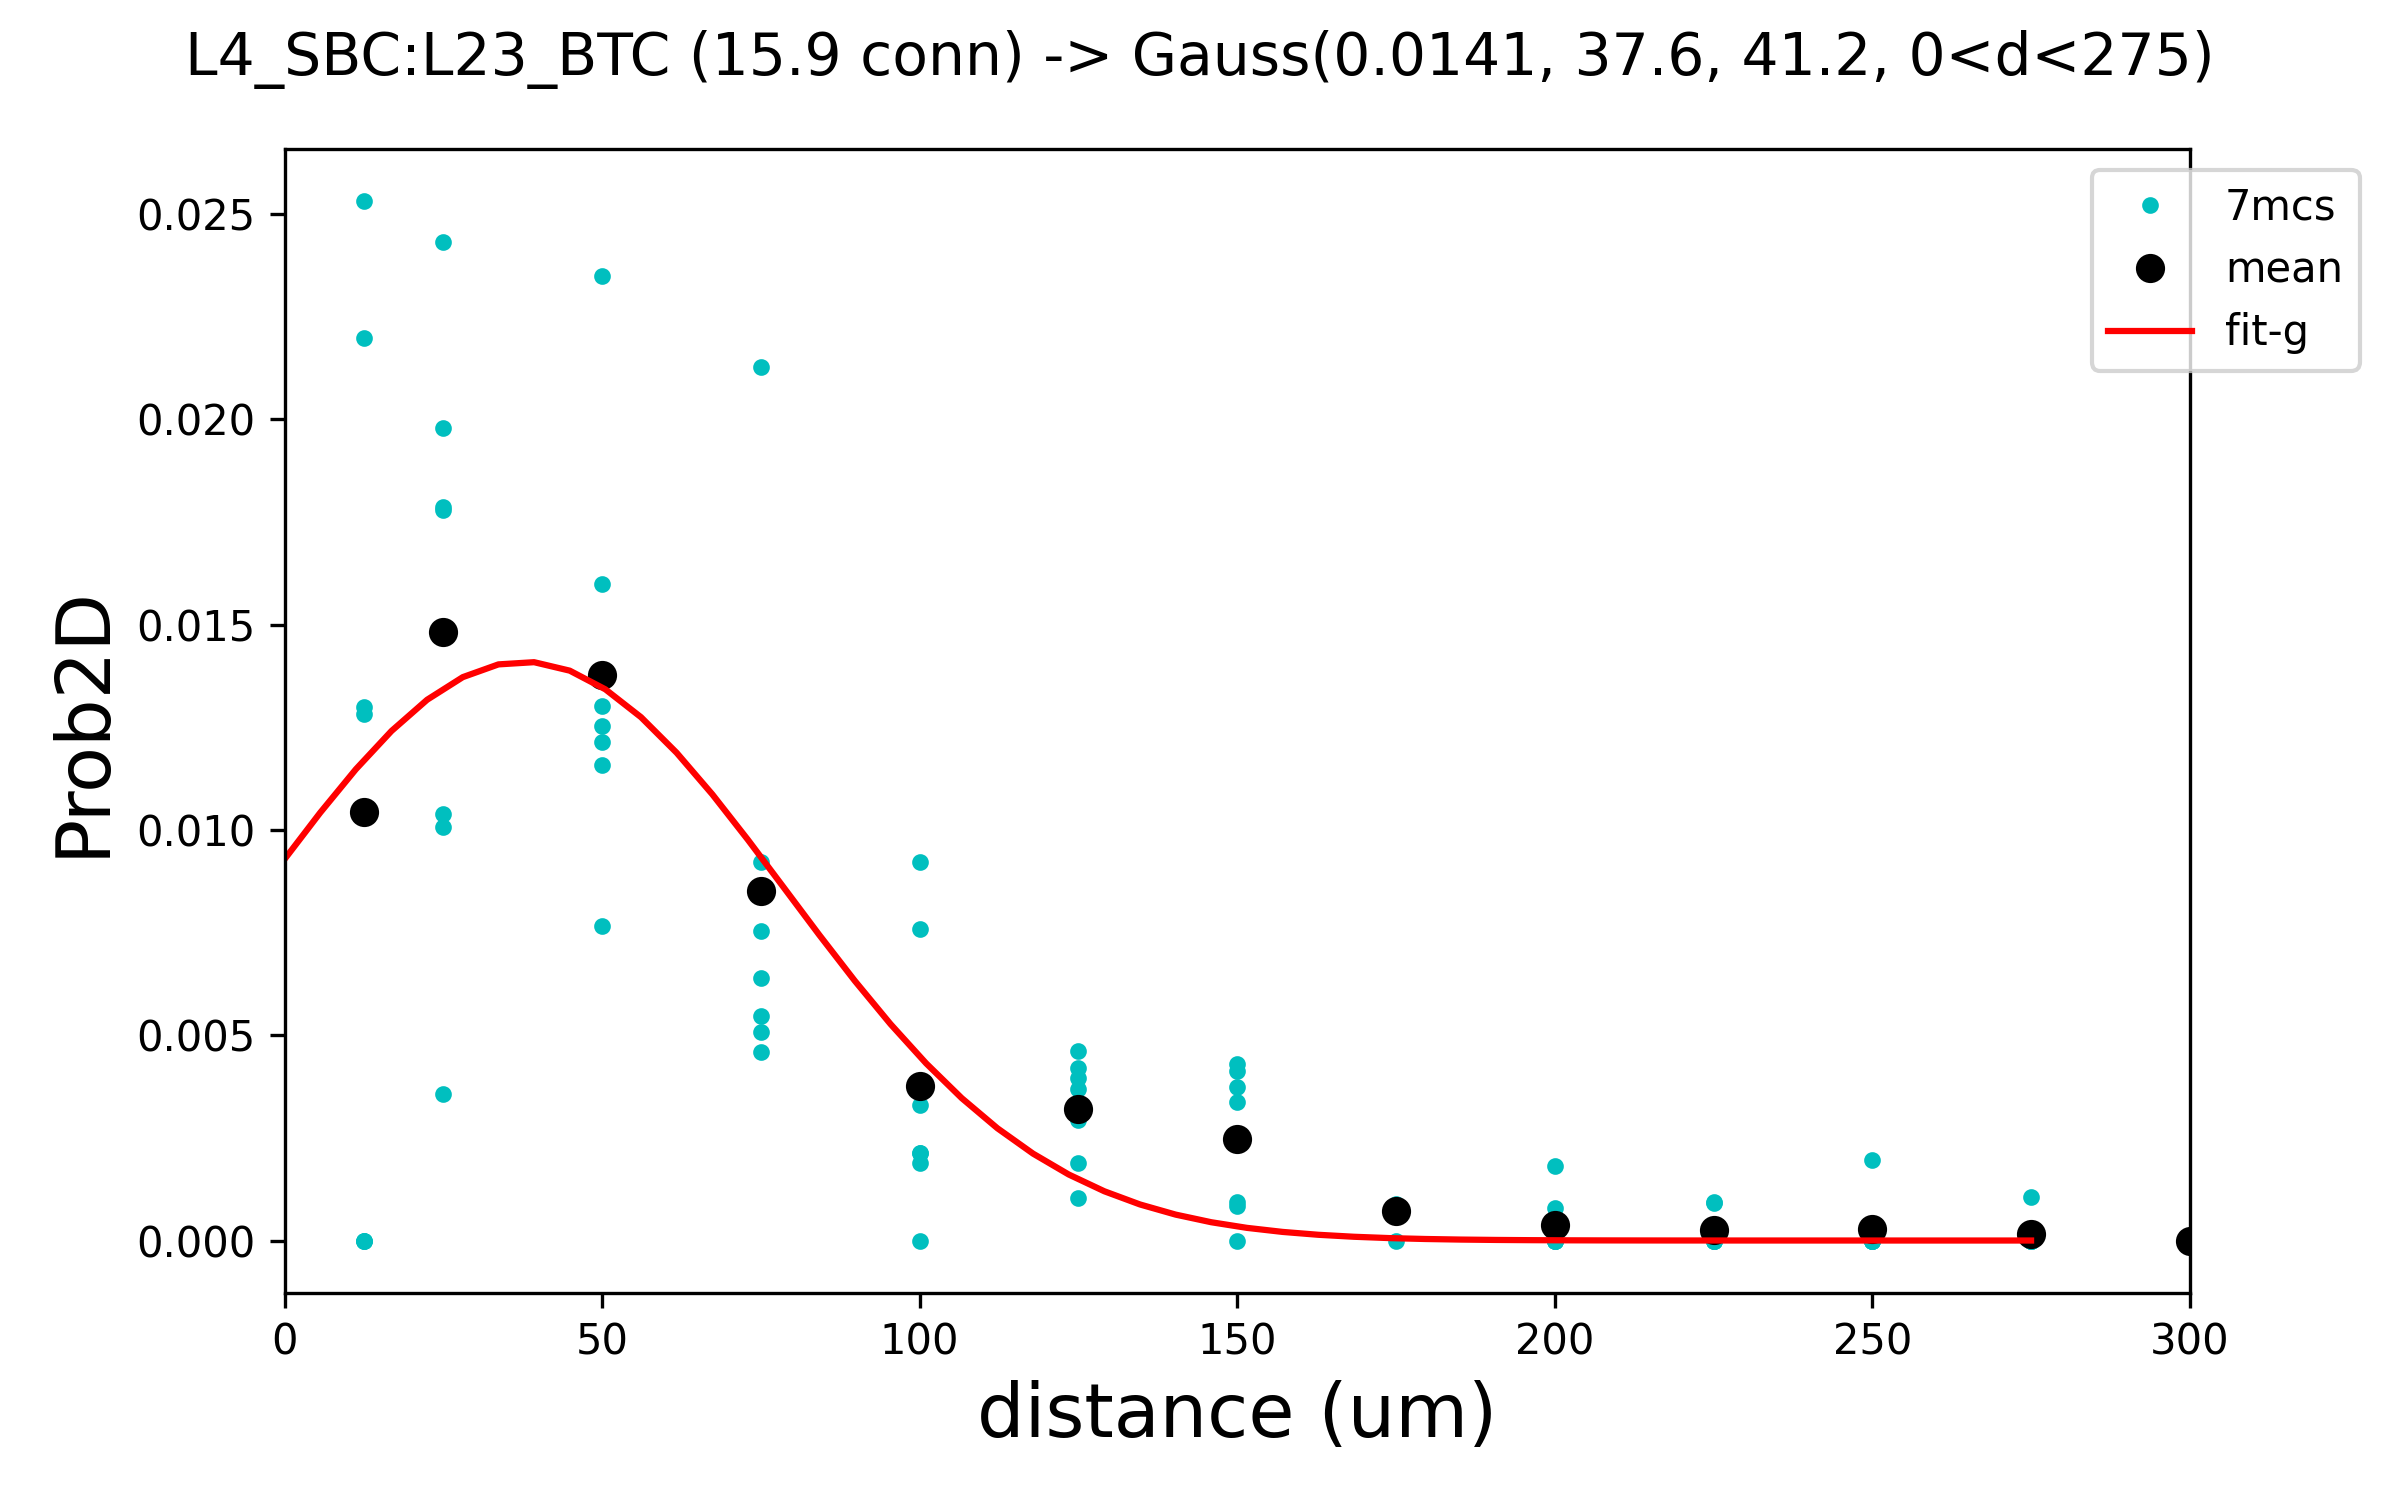 L4_SBC:L23_BTC (15.9 conn) -> Gauss(0.0141, 37.6, 41.2, 0<d<275)
7mcs
mean
fit-g
Prob2D
0.025
0.020
0.015
0.010
0.005
0.000
0 50 100 150 200 250 300
distance (um)